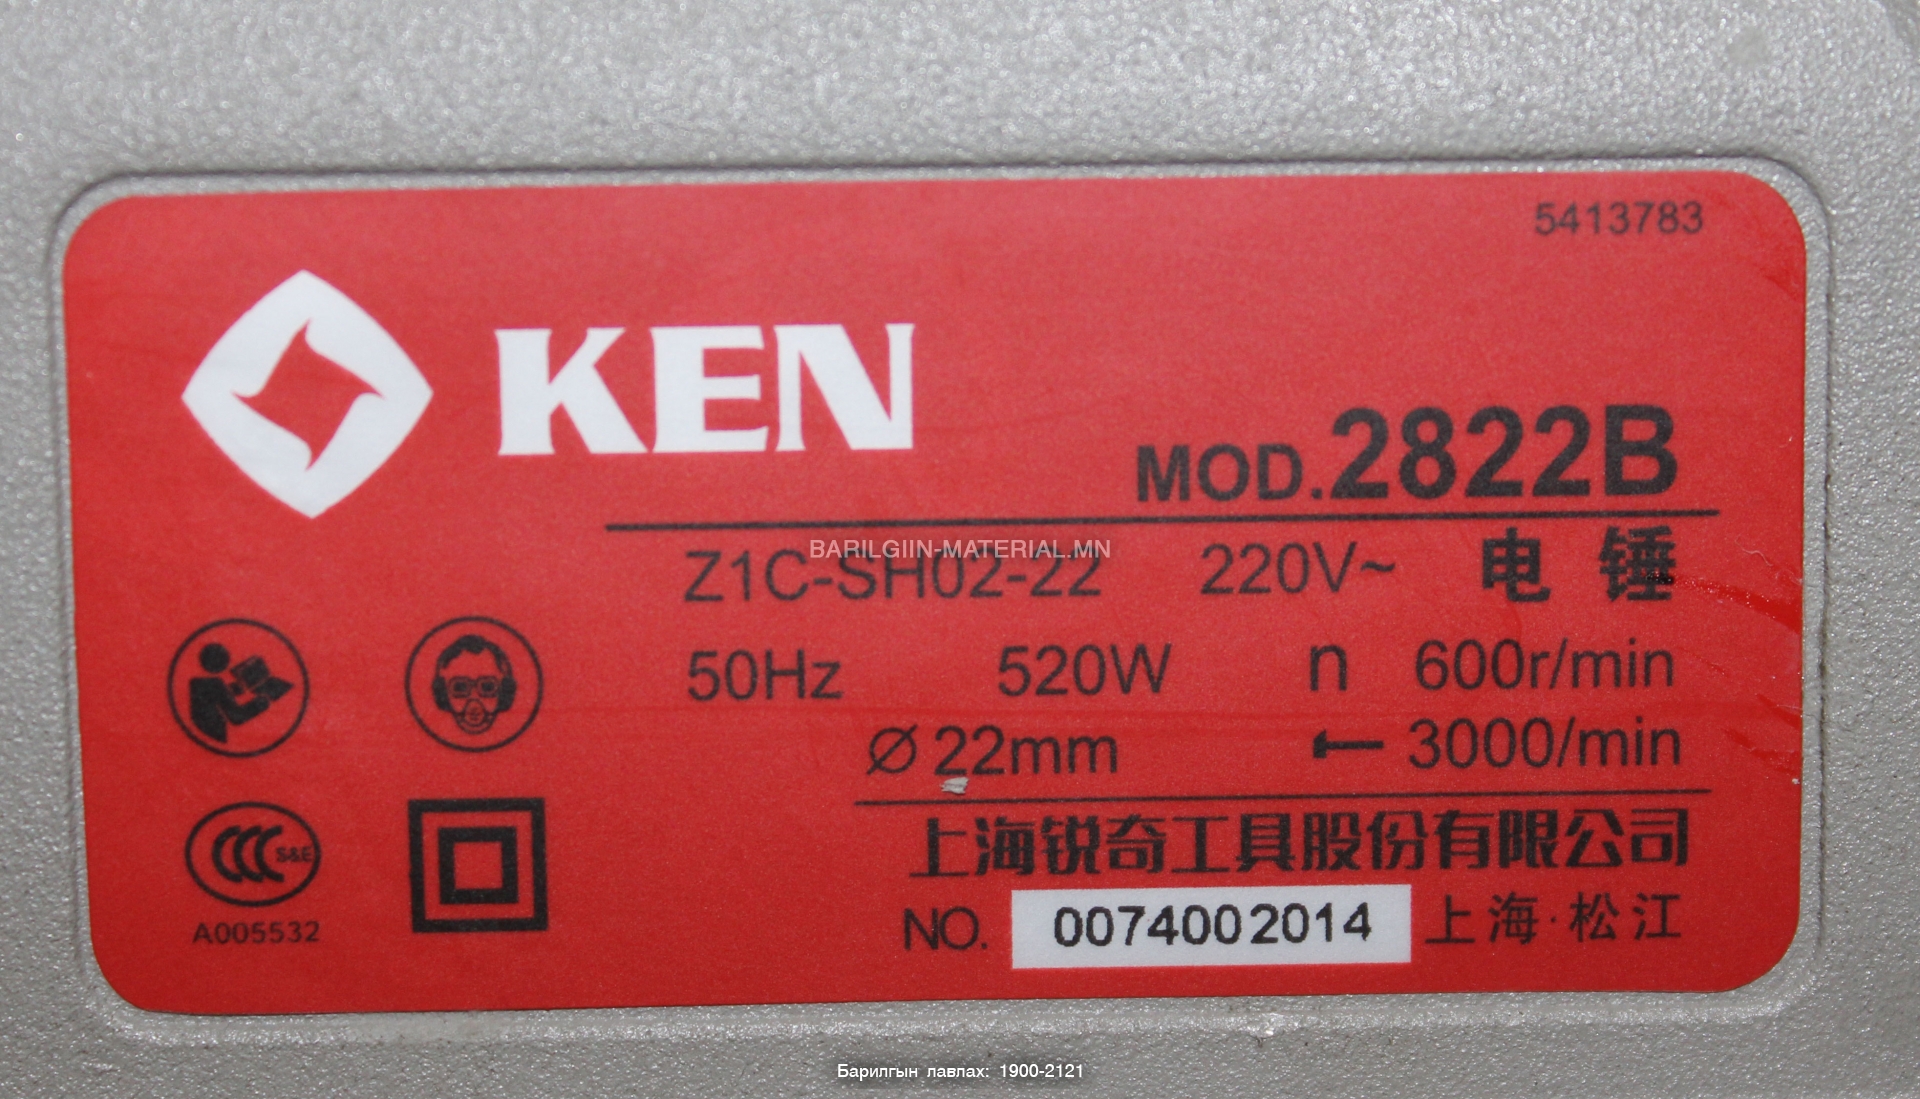 5413783
KEN
MOD.2822B
BARILGIIN-MATERIAL.MN
Z1C-SH02-22 220V~ 电锤
50Hz 520W n 600r/min
Ø 22mm 3000/min
上海锐奇工具股份有限公司
CCC S&E
A005532
NO. 0074002014 上海·松江
Барилгын лавлах: 1900-2121